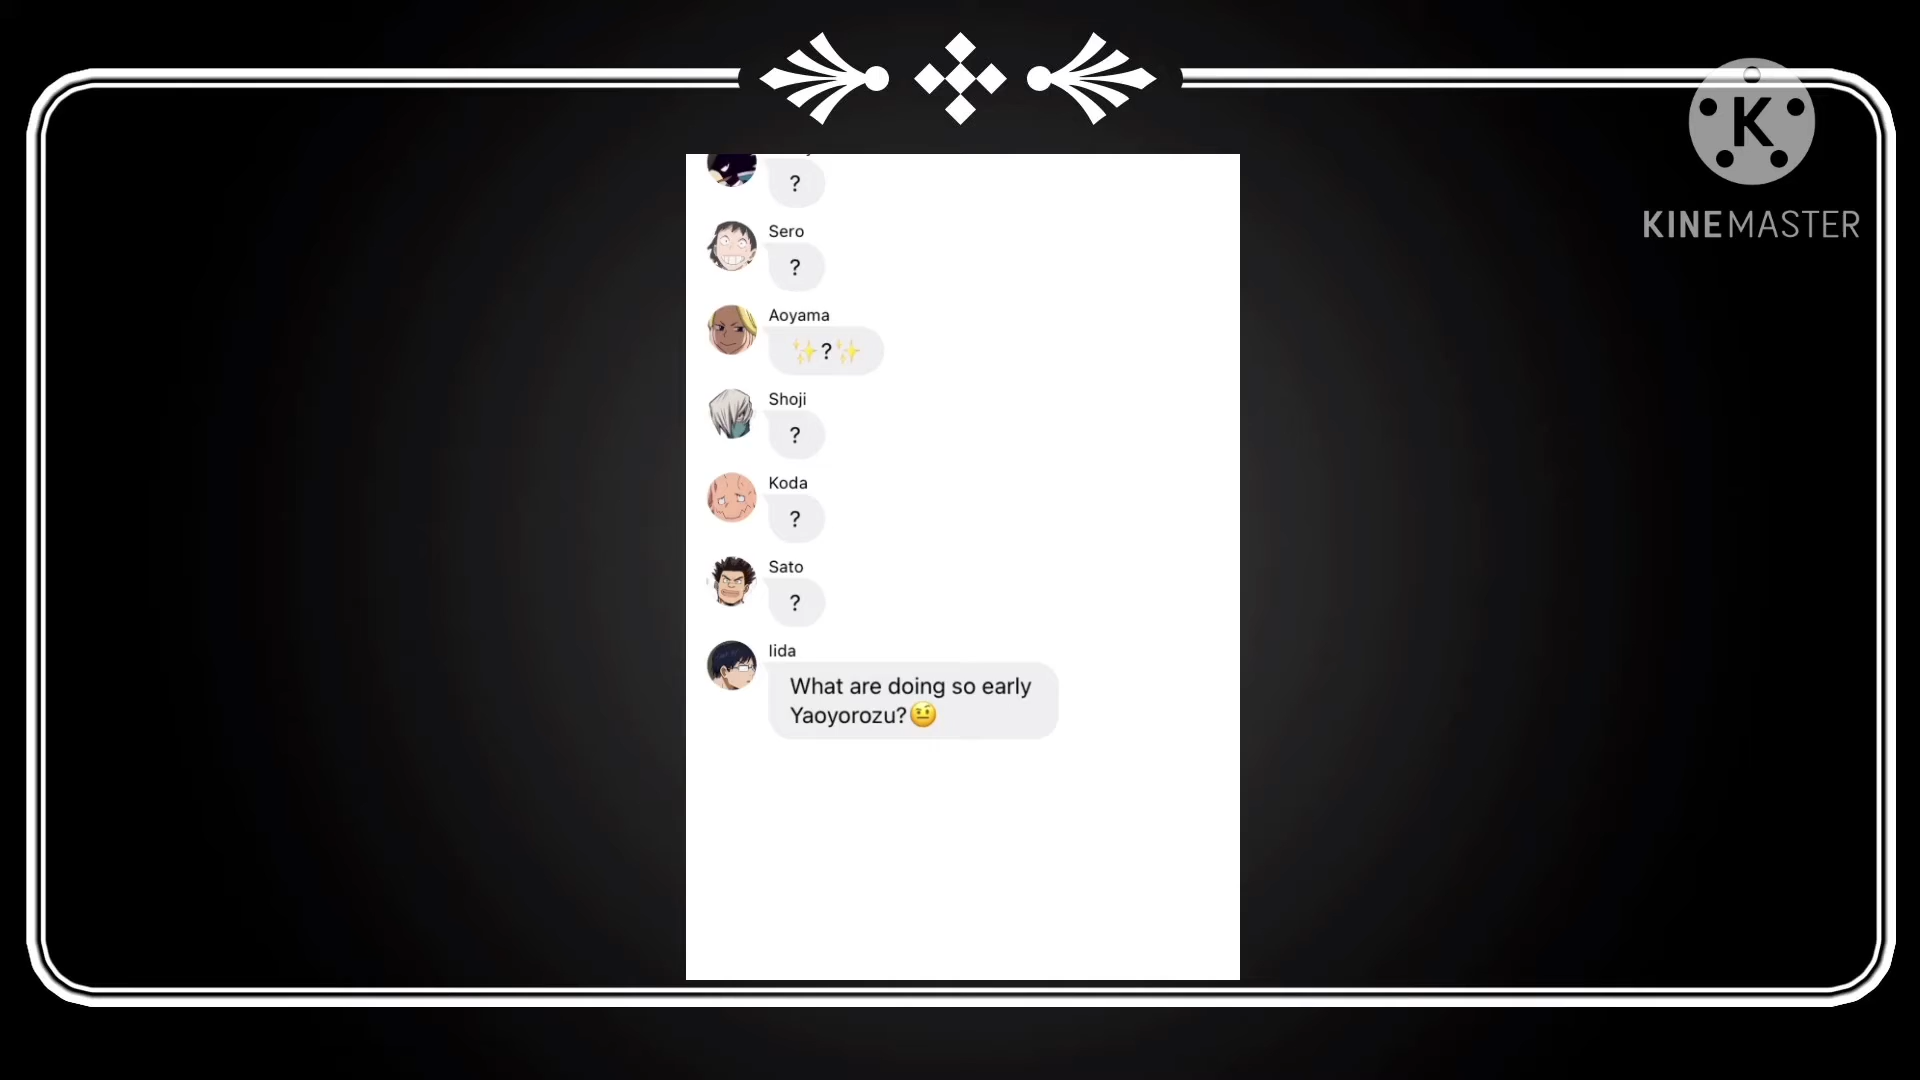 ?
Sero
?
Aoyama
✨?✨
Shoji
?
Koda
?
Sato
?
Iida
What are doing so early
Yaoyorozu?🤨
K
KINEMASTER